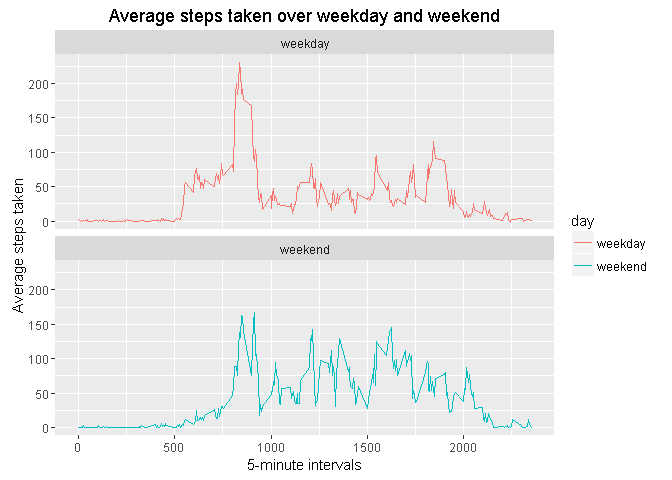 Average steps taken over weekday and weekend
weekday
200
150
100
50
0
weekend
200
150
100
50
0
Average steps taken
0 500 1000 1500 2000
5-minute intervals
day
weekday
weekend